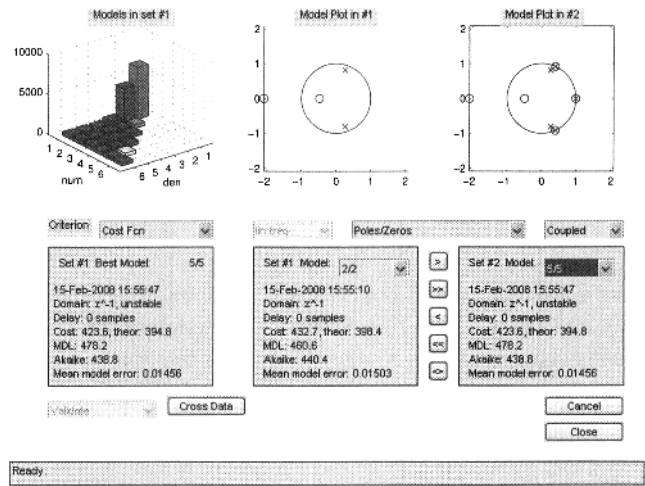 Models in set #1
Model Plot in #1
Model Plot in #2
10000
5000
0
1 2 3 4 5 6
num
6 5 4 3 2 1
den
2
1
0
-1
-2
-2 -1 0 1 2
2
1
0
-1
-2
-2 -1 0 1 2
Criterion
Cost Fcn
lin freq
Poles/Zeros
Coupled
Set #1 Best Model: 5/5
15-Feb-2008 15:55:47
Domain: z^-1, unstable
Delay: 0 samples
Cost: 423.6, theor: 394.8
MDL: 478.2
Akaike: 438.8
Mean model error: 0.01456
Set #1 Model: 2/2
15-Feb-2008 15:55:10
Domain: z^-1
Delay: 0 samples
Cost: 432.7, theor: 398.4
MDL: 460.6
Akaike: 440.4
Mean model error: 0.01503
>
>>
<
<<
<>
Set #2 Model: 5/5
15-Feb-2008 15:55:47
Domain: z^-1, unstable
Delay: 0 samples
Cost: 423.6, theor: 394.8
MDL: 478.2
Akaike: 438.8
Mean model error: 0.01456
Validate
Cross Data
Cancel
Close
Ready